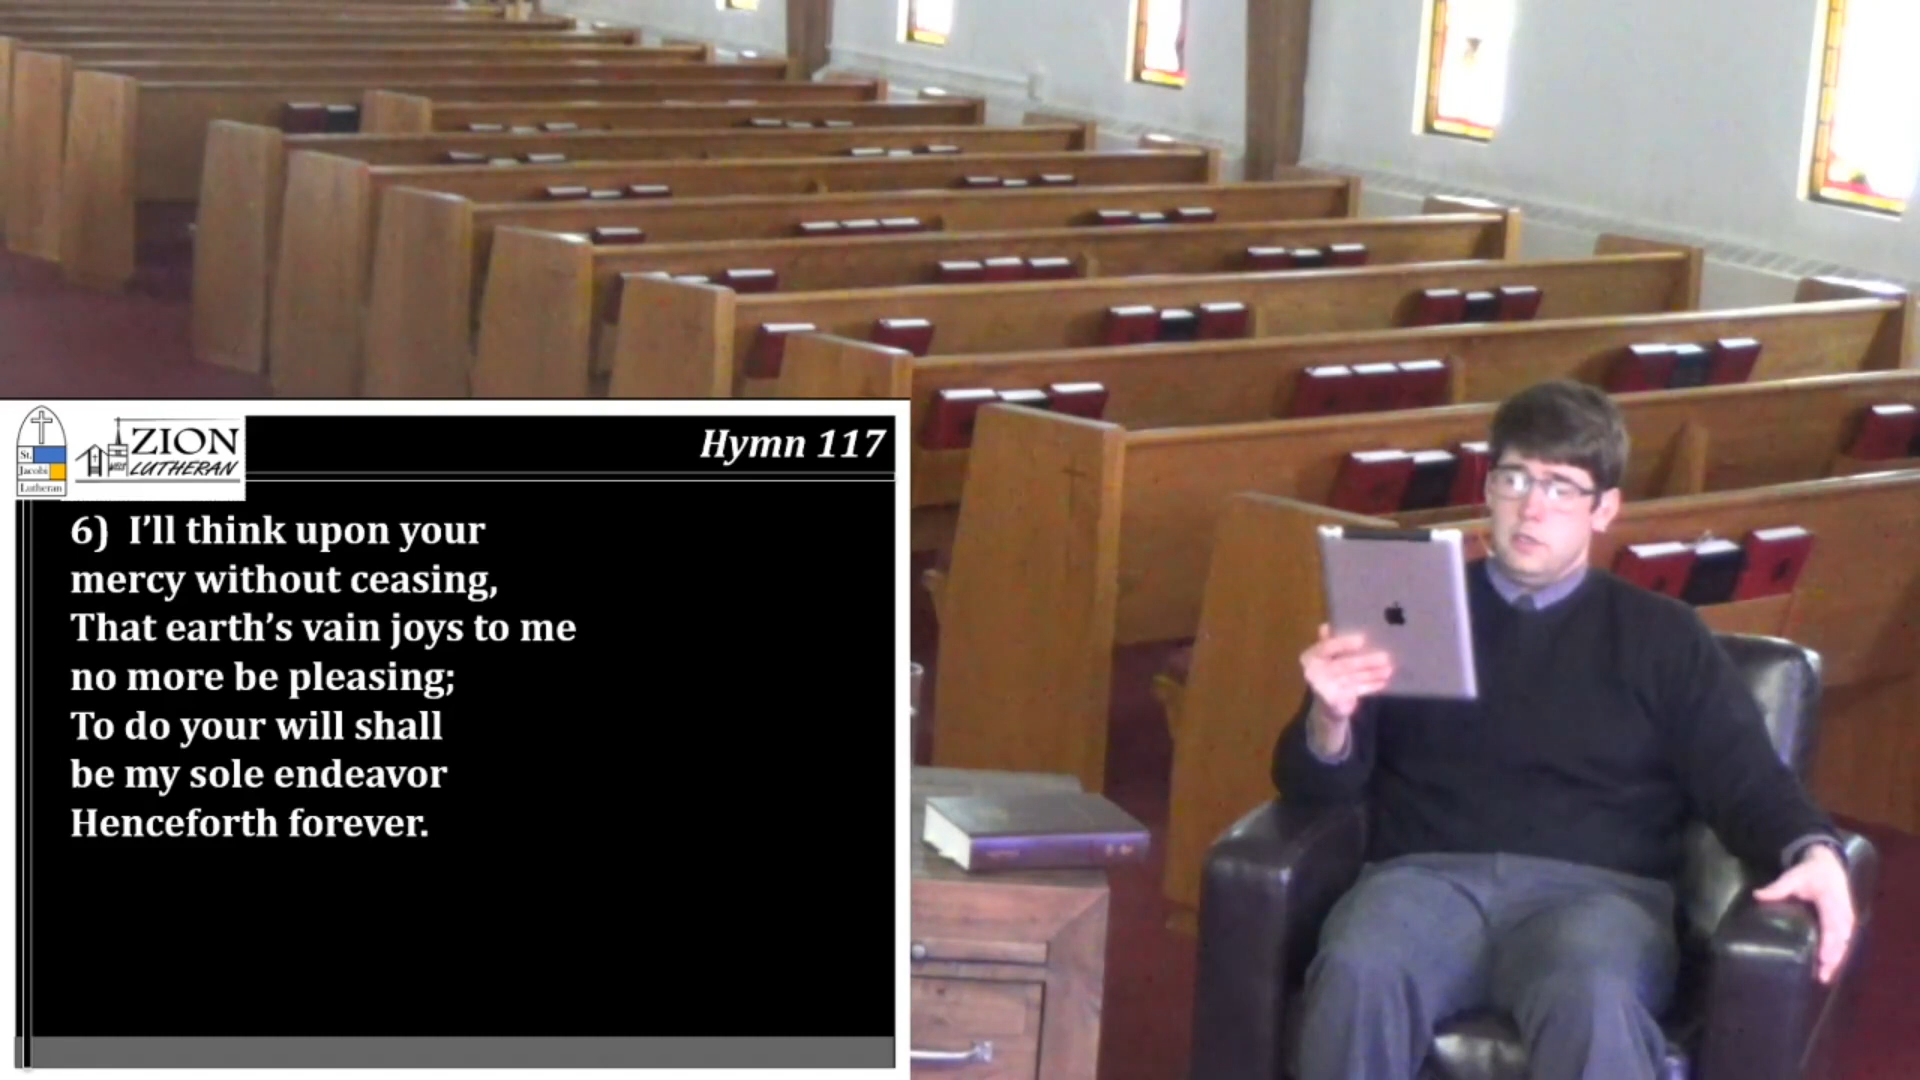 St.
Jacobi
Lutheran
ZION
WELS
LUTHERAN
Hymn 117
6) I’ll think upon your
mercy without ceasing,
That earth’s vain joys to me
no more be pleasing;
To do your will shall
be my sole endeavor
Henceforth forever.